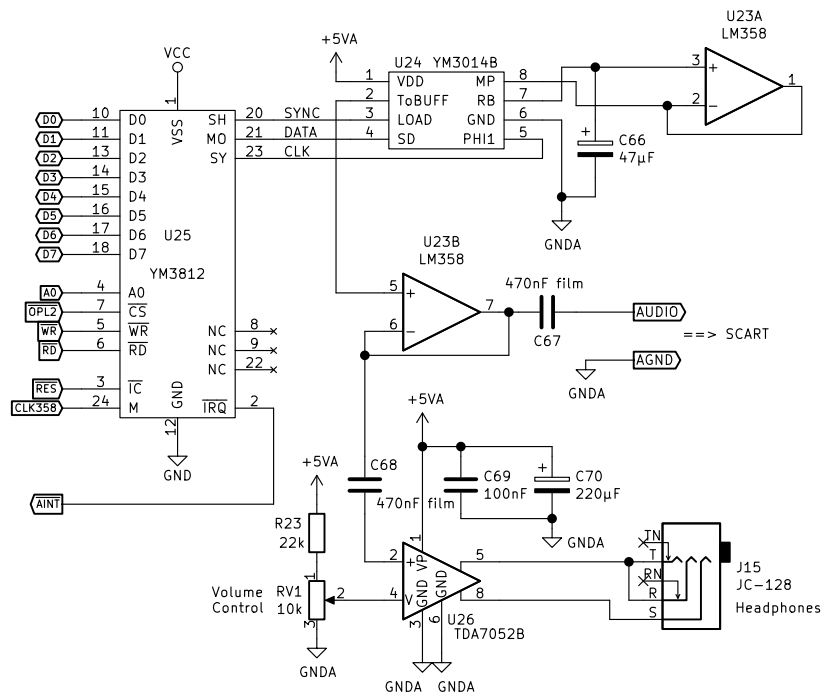 U23A
LM358
3
+
2
−
1
+5VA
U24 YM3014B
1 VDD MP 8
2 ToBUFF RB 7
3 LOAD GND 6
4 SD PHI1 5
VCC
1
VSS
D0 10 D0 SH 20 SYNC
D1 11 D1 MO 21 DATA
D2 13 D2 SY 23 CLK
D3 14 D3
D4 15 D4
D5 16 D5
D6 17 D6
D7 18 D7
U25
YM3812
A0 4 A0
OPL2 7 CS
WR 5 WR NC 8
RD 6 RD NC 9
NC 22
RES 3 IC
CLK358 24 M IRQ 2
GND
12
GND
AINT
+
C66
47µF
GNDA
U23B
LM358
5
+
6
−
7
470nF film
C67
AUDIO
==> SCART
AGND
GNDA
+5VA
C68
470nF film
C69
100nF
+
C70
220µF
GNDA
+5VA
R23
22k
Volume
Control
RV1
10k
1
2
3
GNDA
1
VP
2 +
4 V
GND
GND
3
6
5
8
U26
TDA7052B
GNDA GNDA
TN
T
RN
R
S
J15
JC-128
Headphones